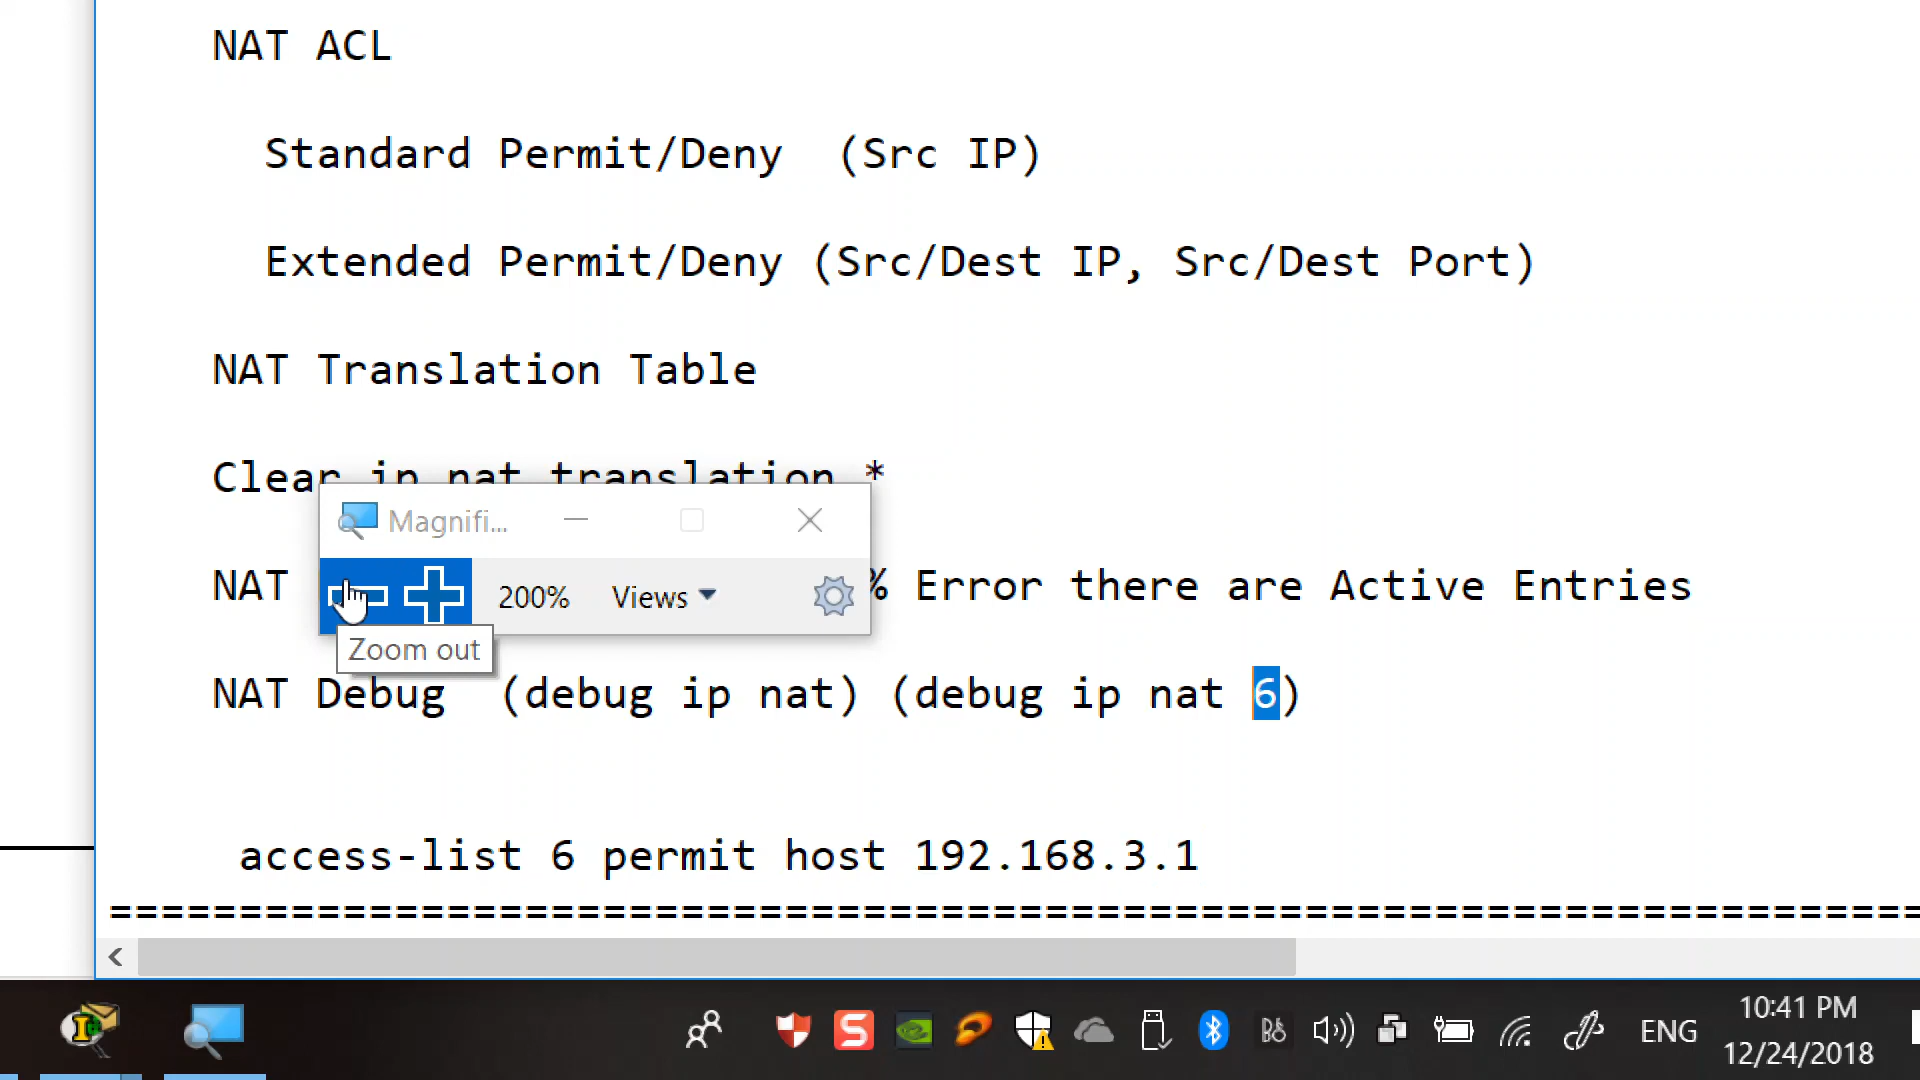 NAT ACL
Standard Permit/Deny (Src IP)
Extended Permit/Deny (Src/Dest IP, Src/Dest Port)
NAT Translation Table
Clear ip nat translation *
Magnifi...
NAT % Error there are Active Entries
200% Views
Zoom out
NAT Debug (debug ip nat) (debug ip nat 6)
access-list 6 permit host 192.168.3.1
================================================================
10:41 PM
ENG
12/24/2018